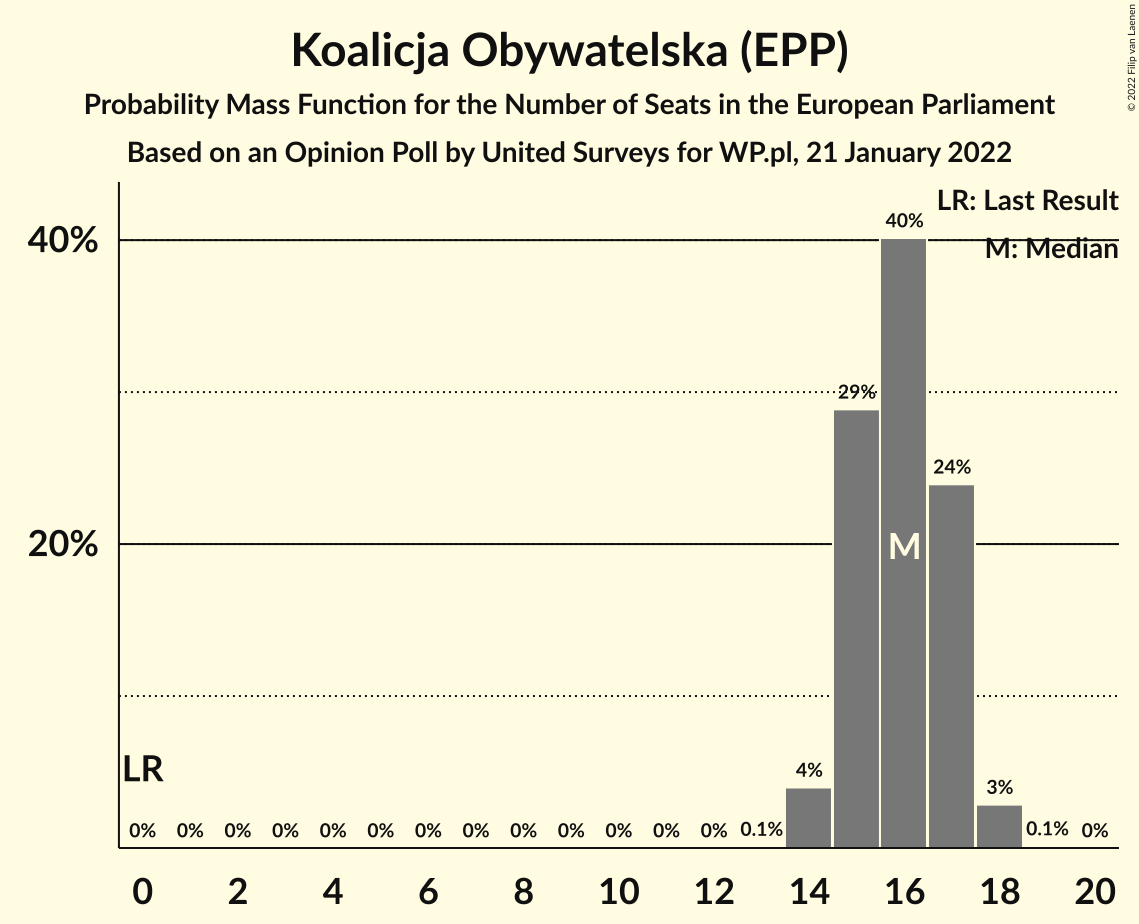 Koalicja Obywatelska (EPP)
Probability Mass Function for the Number of Seats in the European Parliament
Based on an Opinion Poll by United Surveys for WP.pl, 21 January 2022
© 2022 Filip van Laenen
LR: Last Result
M: Median
40%
20%
40%
29%
24%
M
LR
4%
3%
0% 0% 0% 0% 0% 0% 0% 0% 0% 0% 0% 0% 0% 0.1% 0.1% 0%
0 2 4 6 8 10 12 14 16 18 20